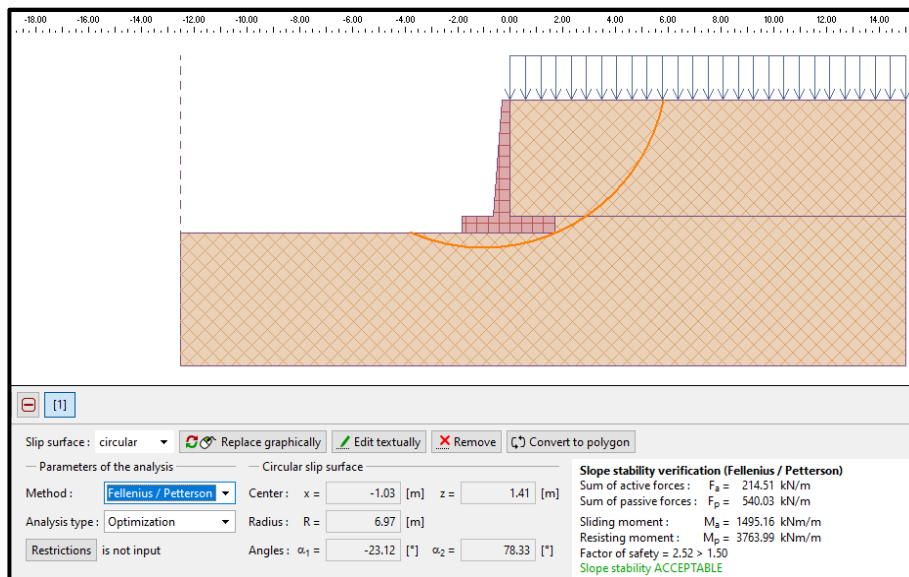 -18.00 -16.00 -14.00 -12.00 -10.00 -8.00 -6.00 -4.00 -2.00 0.00 2.00 4.00 6.00 8.00 10.00 12.00 14.00
[1]
Slip surface : circular Replace graphically Edit textually Remove Convert to polygon
Parameters of the analysis
Method : Fellenius / Petterson
Analysis type : Optimization
Restrictions is not input
Circular slip surface
Center : x = -1.03 [m] z = 1.41 [m]
Radius : R = 6.97 [m]
Angles : α1 = -23.12 [°] α2 = 78.33 [°]
Slope stability verification (Fellenius / Petterson)
Sum of active forces : Fa = 214.51 kN/m
Sum of passive forces : Fp = 540.03 kN/m
Sliding moment : Ma = 1495.16 kNm/m
Resisting moment : Mp = 3763.99 kNm/m
Factor of safety = 2.52 > 1.50
Slope stability ACCEPTABLE